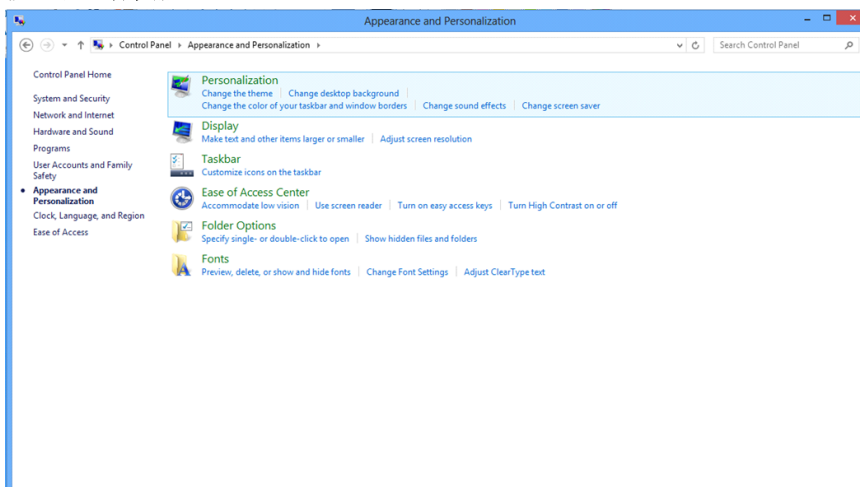 Appearance and Personalization
Control Panel Appearance and Personalization
Search Control Panel
Control Panel Home
System and Security
Network and Internet
Hardware and Sound
Programs
User Accounts and Family
Safety
Appearance and
Personalization
Clock, Language, and Region
Ease of Access
Personalization
Change the theme Change desktop background
Change the color of your taskbar and window borders Change sound effects Change screen saver
Display
Make text and other items larger or smaller Adjust screen resolution
Taskbar
Customize icons on the taskbar
Ease of Access Center
Accommodate low vision Use screen reader Turn on easy access keys Turn High Contrast on or off
Folder Options
Specify single- or double-click to open Show hidden files and folders
Fonts
Preview, delete, or show and hide fonts Change Font Settings Adjust ClearType text